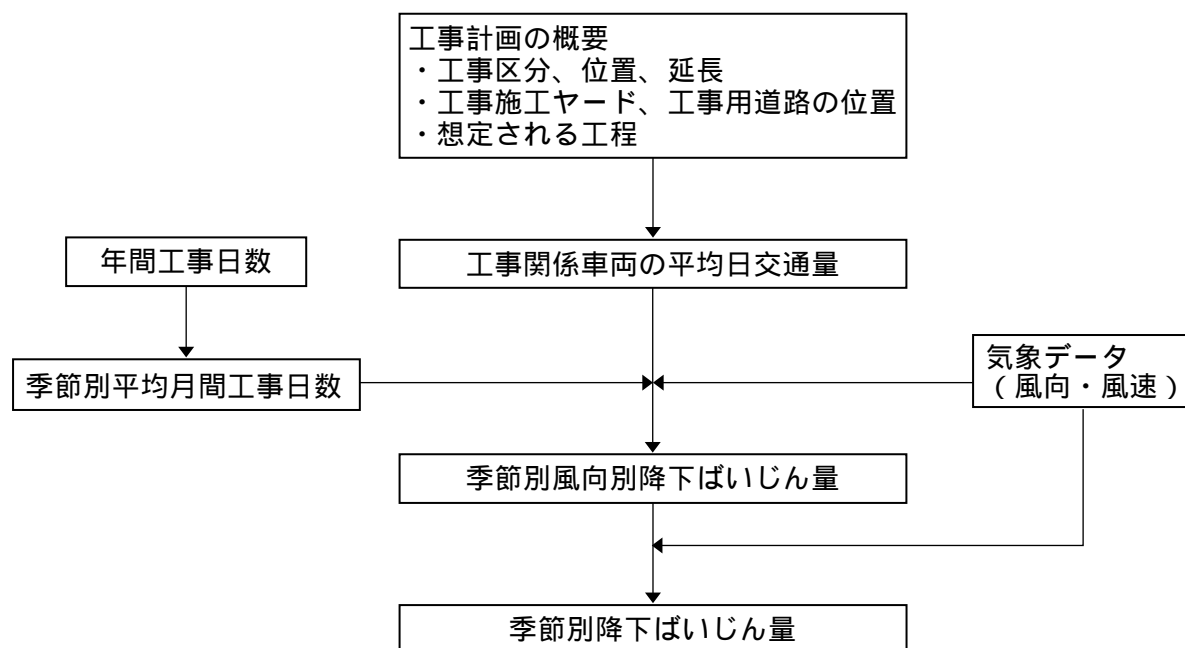 工事計画の概要
・工事区分、位置、延長
・工事施工ヤード、工事用道路の位置
・想定される工程
年間工事日数
工事関係車両の平均日交通量
季節別平均月間工事日数
気象データ
（風向・風速）
季節別風向別降下ばいじん量
季節別降下ばいじん量